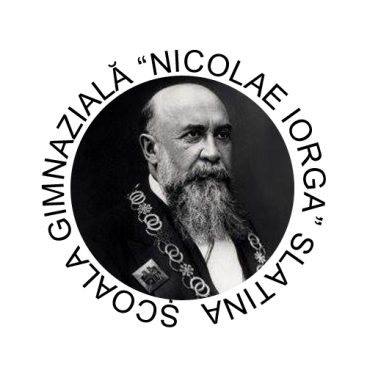 ȘCOALA GIMNAZIALĂ “NICOLAE IORGA” SLATINA